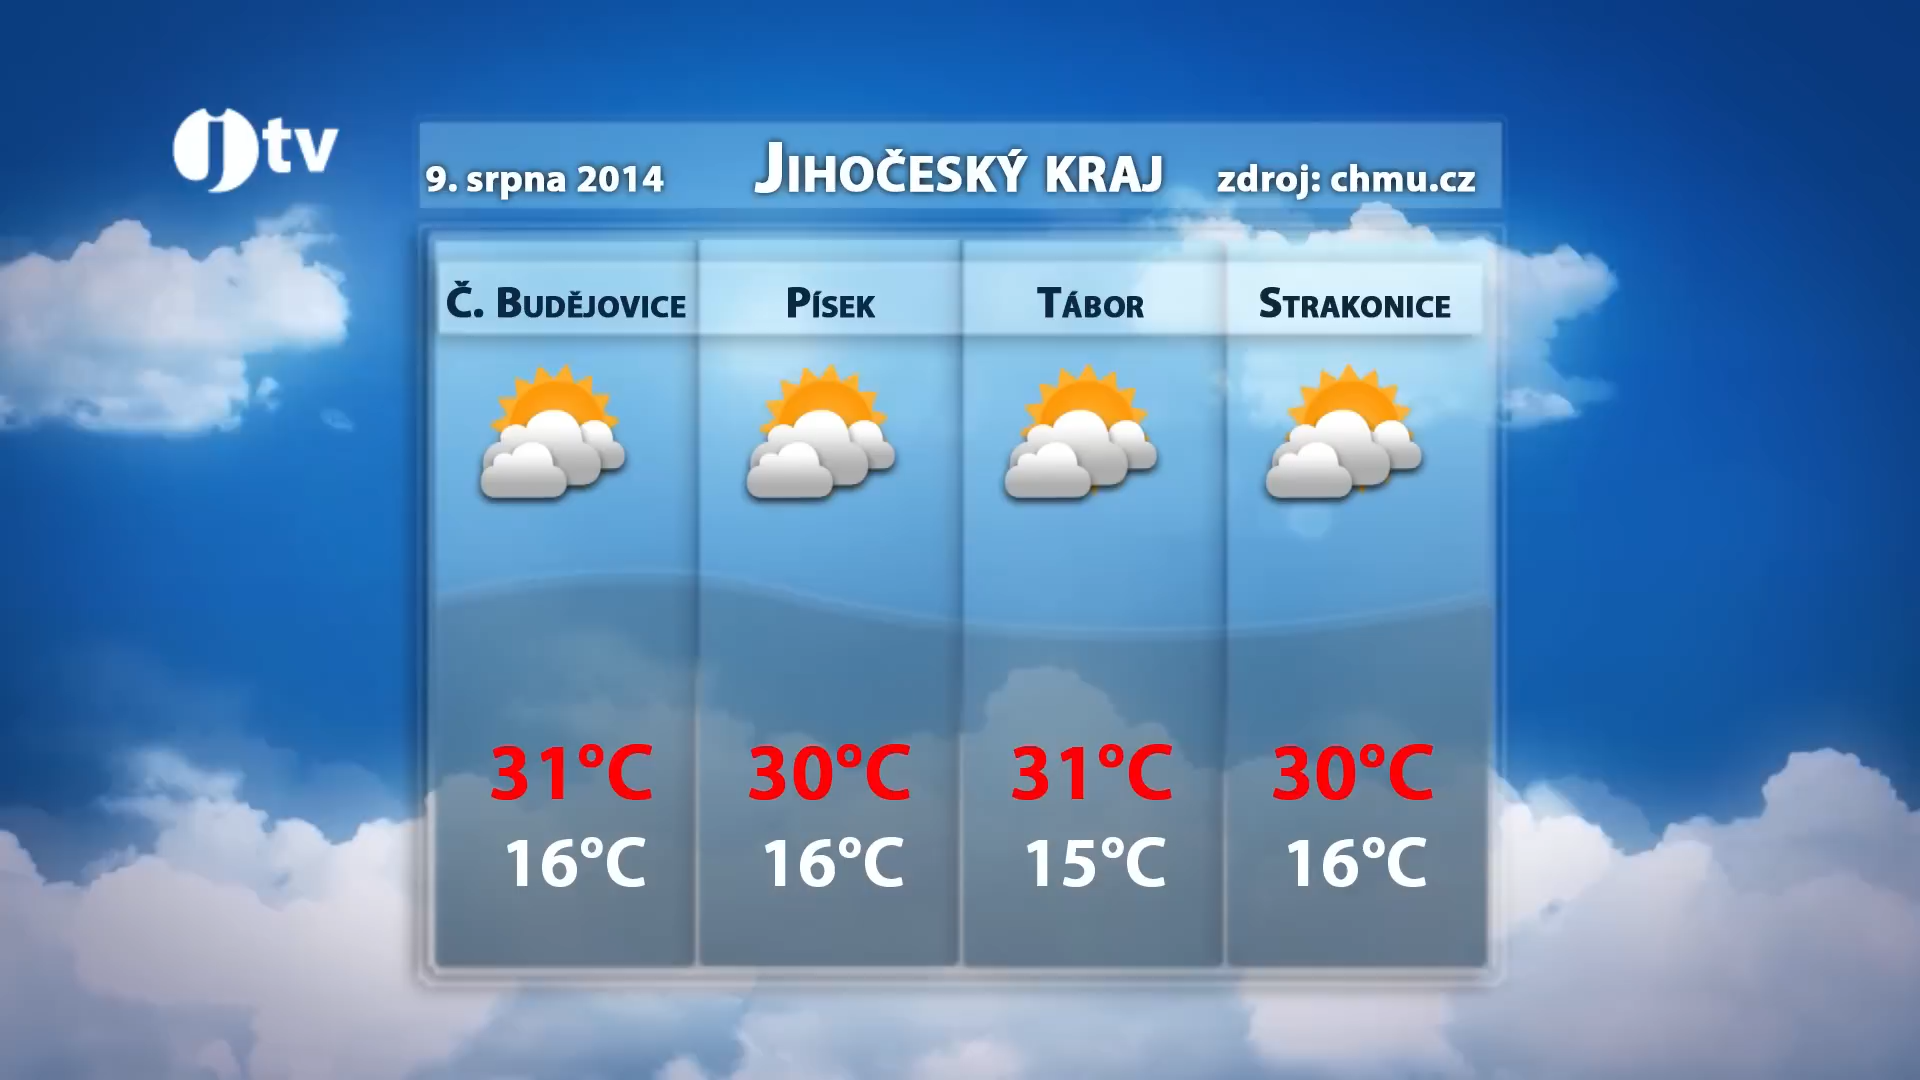 jtv
9. srpna 2014 Jihočeský kraj zdroj: chmu.cz
Č. Budějovice Písek Tábor Strakonice
31°C 30°C 31°C 30°C
16°C 16°C 15°C 16°C